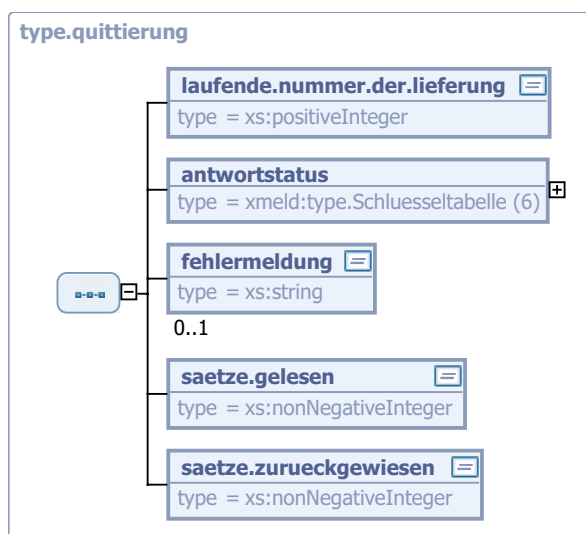 type.quittierung
laufende.nummer.der.lieferung
type = xs:positiveInteger
antwortstatus
type = xmeld:type.Schluesseltabelle (6)
fehlermeldung
type = xs:string
0..1
saetze.gelesen
type = xs:nonNegativeInteger
saetze.zurueckgewiesen
type = xs:nonNegativeInteger